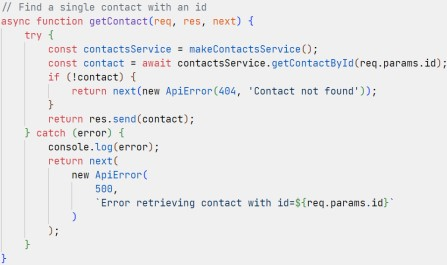 // Find a single contact with an id
async function getContact(req, res, next) {
    try {
        const contactsService = makeContactsService();
        const contact = await contactsService.getContactById(req.params.id);
        if (!contact) {
            return next(new ApiError(404, 'Contact not found'));
        }
        return res.send(contact);
    } catch (error) {
        console.log(error);
        return next(
            new ApiError(
                500,
                `Error retrieving contact with id=${req.params.id}`
            )
        );
    }
}